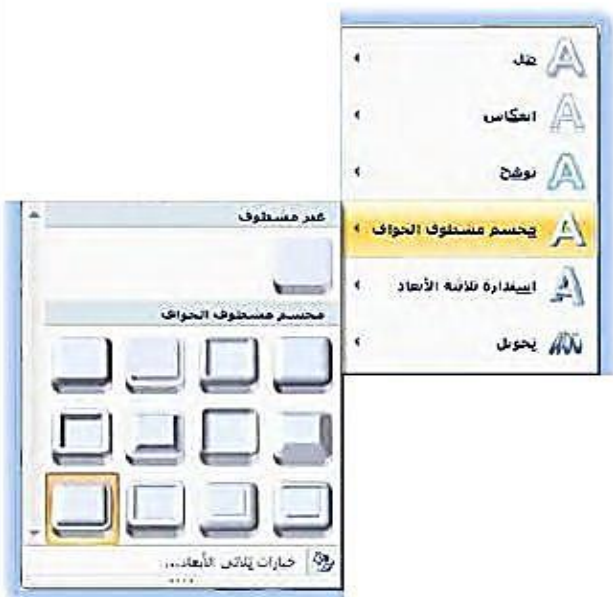 ظل
انعكاس
توهج
مجسم مشطوف الحواف
استدارة ثلاثية الأبعاد
تحويل
غير مشطوف
مجسم مشطوف الحواف
خيارات ثلاثي الأبعاد...